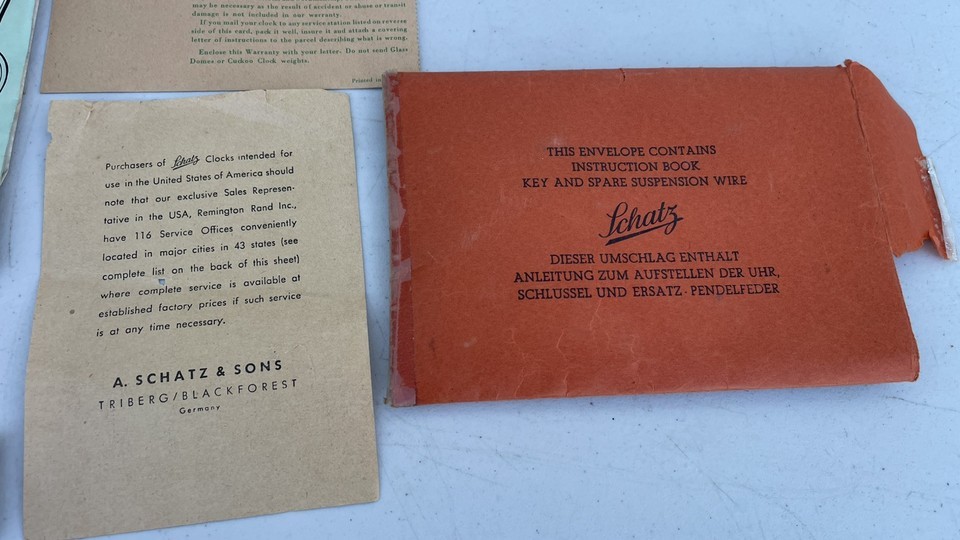 may be necessary as the result of accident or abuse or transit
damage is not included in our warranty.
If you mail your clock to any service station listed on reverse
side of this card, pack it well, insure it and attach a covering
letter of instructions to the parcel describing what is wrong.
Enclose this Warranty with your letter. Do not send Glass
Domes or Cuckoo Clock weights.
Printed in
Purchasers of Schatz Clocks intended for
use in the United States of America should
note that our exclusive Sales Represen-
tative in the USA, Remington Rand Inc.,
have 116 Service Offices conveniently
located in major cities in 43 states (see
complete list on the back of this sheet)
where complete service is available at
established factory prices if such service
is at any time necessary.
A. SCHATZ & SONS
TRIBERG/BLACKFOREST
Germany
THIS ENVELOPE CONTAINS
INSTRUCTION BOOK
KEY AND SPARE SUSPENSION WIRE
Schatz
DIESER UMSCHLAG ENTHALT
ANLEITUNG ZUM AUFSTELLEN DER UHR,
SCHLUSSEL UND ERSATZ-PENDELFEDER